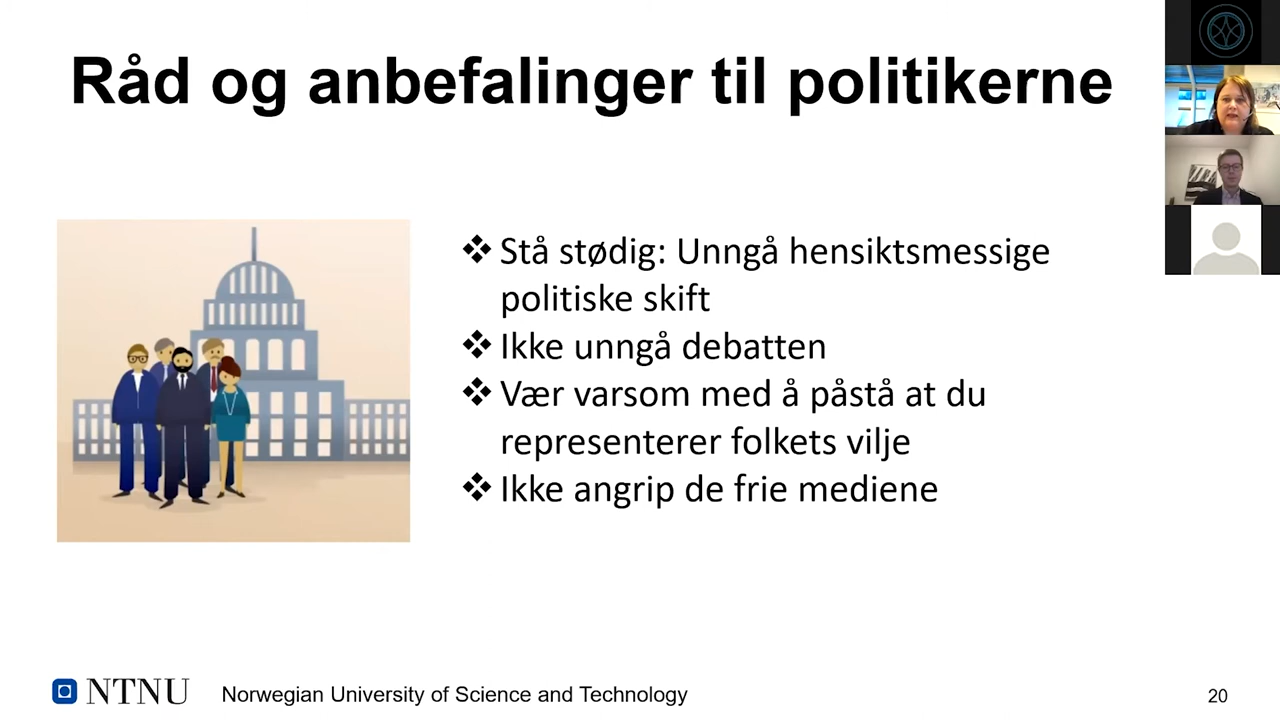 Råd og anbefalinger til politikerne
❖ Stå stødig: Unngå hensiktsmessige
politiske skift
❖ Ikke unngå debatten
❖ Vær varsom med å påstå at du
representerer folkets vilje
❖ Ikke angrip de frie mediene
NTNU Norwegian University of Science and Technology
20